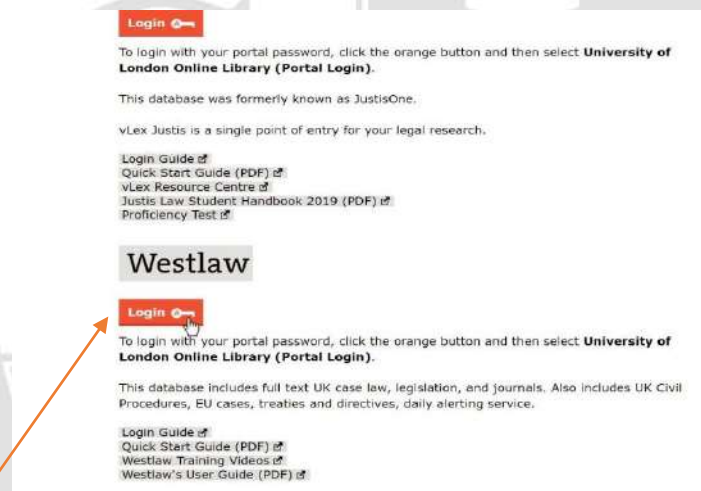 Login
To login with your portal password, click the orange button and then select University of
London Online Library (Portal Login).
This database was formerly known as JustisOne.
vLex Justis is a single point of entry for your legal research.
Login Guide
Quick Start Guide (PDF)
vLex Resource Centre
Justis Law Student Handbook 2019 (PDF)
Proficiency Test
Westlaw
Login
To login with your portal password, click the orange button and then select University of
London Online Library (Portal Login).
This database includes full text UK case law, legislation, and journals. Also includes UK Civil
Procedures, EU cases, treaties and directives, daily alerting service.
Login Guide
Quick Start Guide (PDF)
Westlaw Training Videos
Westlaw's User Guide (PDF)